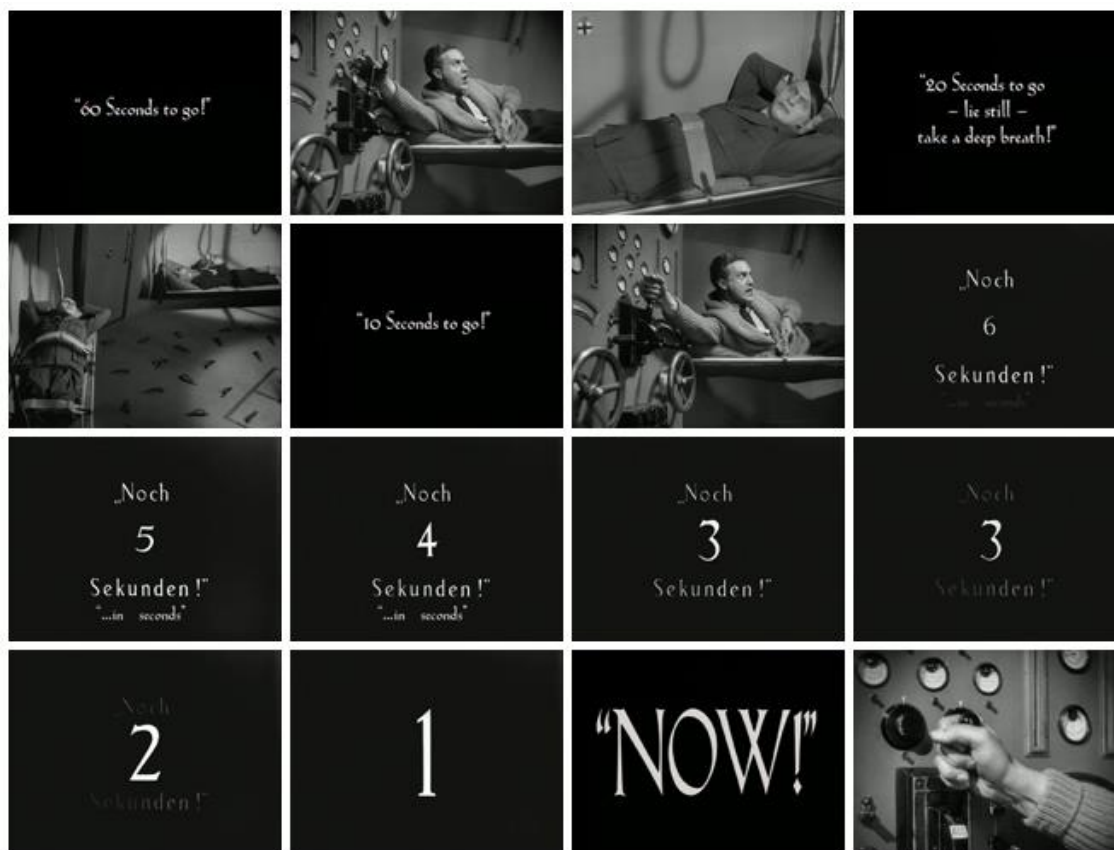 “60 Seconds to go!”
“20 Seconds to go
– lie still –
take a deep breath!”
“10 Seconds to go!”
„Noch
6
Sekunden!”
“...in seconds”
„Noch
5
Sekunden!”
“...in seconds”
„Noch
4
Sekunden!”
“...in seconds”
„Noch
3
Sekunden!”
„Noch
3
Sekunden!”
„Noch
2
Sekunden!”
1
“NOW!”